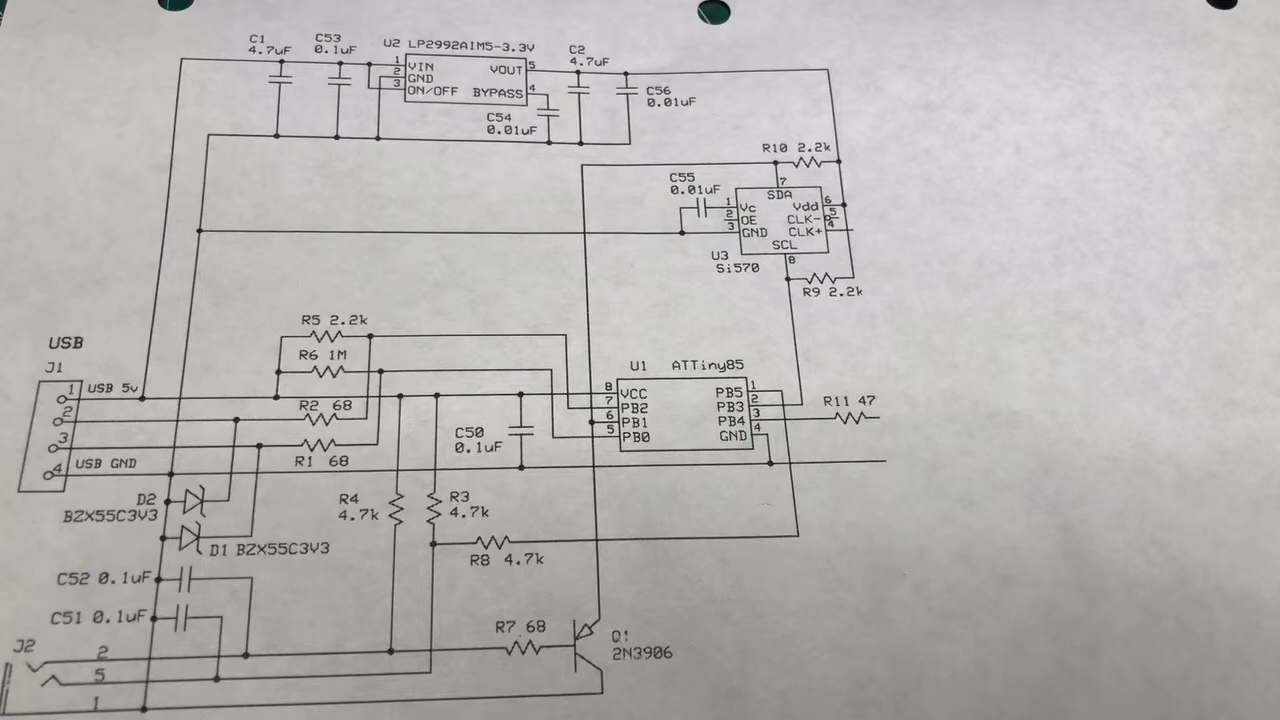 C1
4.7uF
C53
0.1uF
U2 LP2992AIM5-3.3V
1 VIN
2 GND
3 ON/OFF
VOUT 5
BYPASS 4
C2
4.7uF
C56
0.01uF
C54
0.01uF
R10 2.2k
C55
0.01uF
7
SDA
1 Vc
2 OE
3 GND
Vdd 6
CLK- 5
CLK+ 4
SCL
8
U3
Si570
R9 2.2k
R5 2.2k
R6 1M
USB
J1
1 USB 5v
2
3
4 USB GND
R2 68
R1 68
C50
0.1uF
U1 ATTiny85
8 VCC
7 PB2
6 PB1
5 PB0
PB5 1
PB3 2
PB4 3
GND 4
R11 47
D2
BZX55C3V3
D1 BZX55C3V3
R4
4.7k
R3
4.7k
R8 4.7k
C52 0.1uF
C51 0.1uF
J2
2
5
1
R7 68
Q1
2N3906